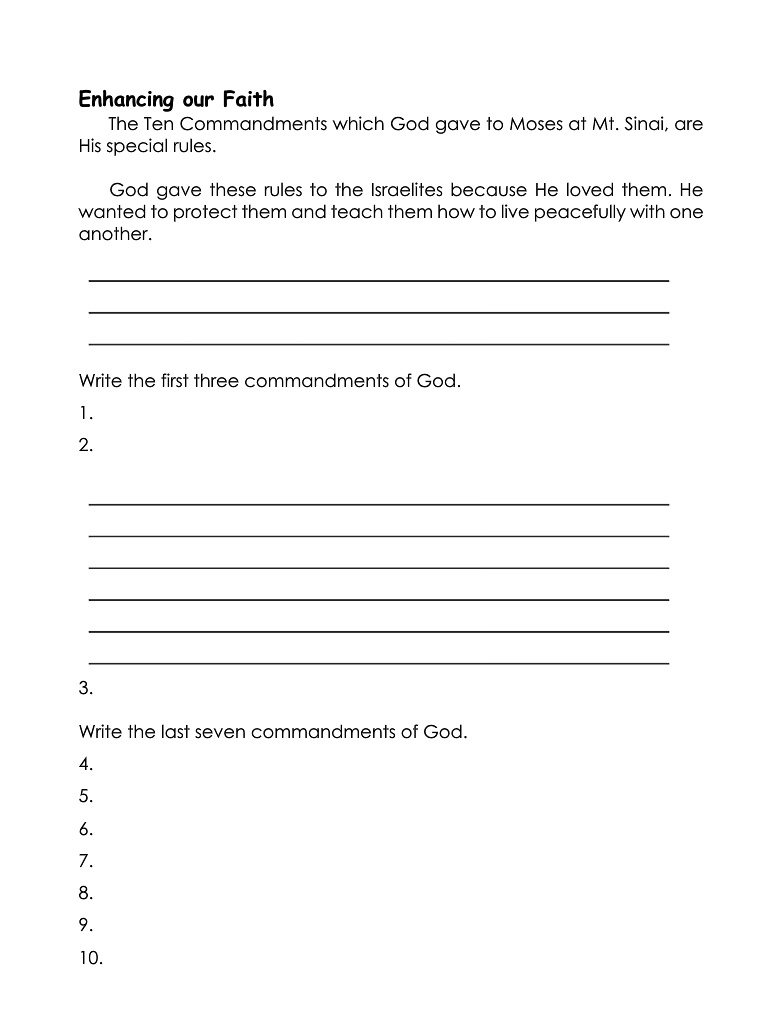 Enhancing our Faith
The Ten Commandments which God gave to Moses at Mt. Sinai, are
His special rules.
God gave these rules to the Israelites because He loved them. He
wanted to protect them and teach them how to live peacefully with one
another.
Write the first three commandments of God.
1.
2.
3.
Write the last seven commandments of God.
4.
5.
6.
7.
8.
9.
10.